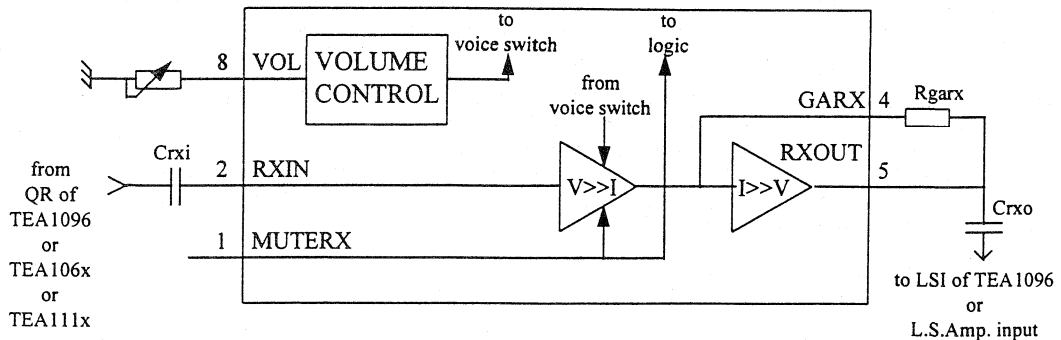 to
voice switch
to
logic
8 VOL
VOLUME
CONTROL
from
voice switch
GARX 4 Rgarx
Crxi
from
QR of
TEA1096
or
TEA106x
or
TEA111x
2 RXIN
V>>I
I>>V
RXOUT
5
Crxo
1 MUTERX
to LSI of TEA1096
or
L.S.Amp. input